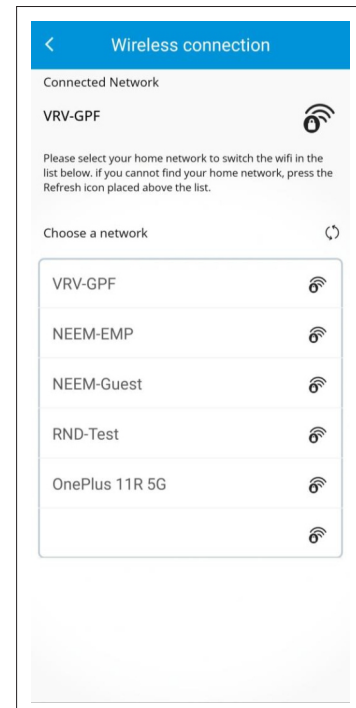 Wireless connection
Connected Network
VRV-GPF
Please select your home network to switch the wifi in the
list below. if you cannot find your home network, press the
Refresh icon placed above the list.
Choose a network
VRV-GPF
NEEM-EMP
NEEM-Guest
RND-Test
OnePlus 11R 5G